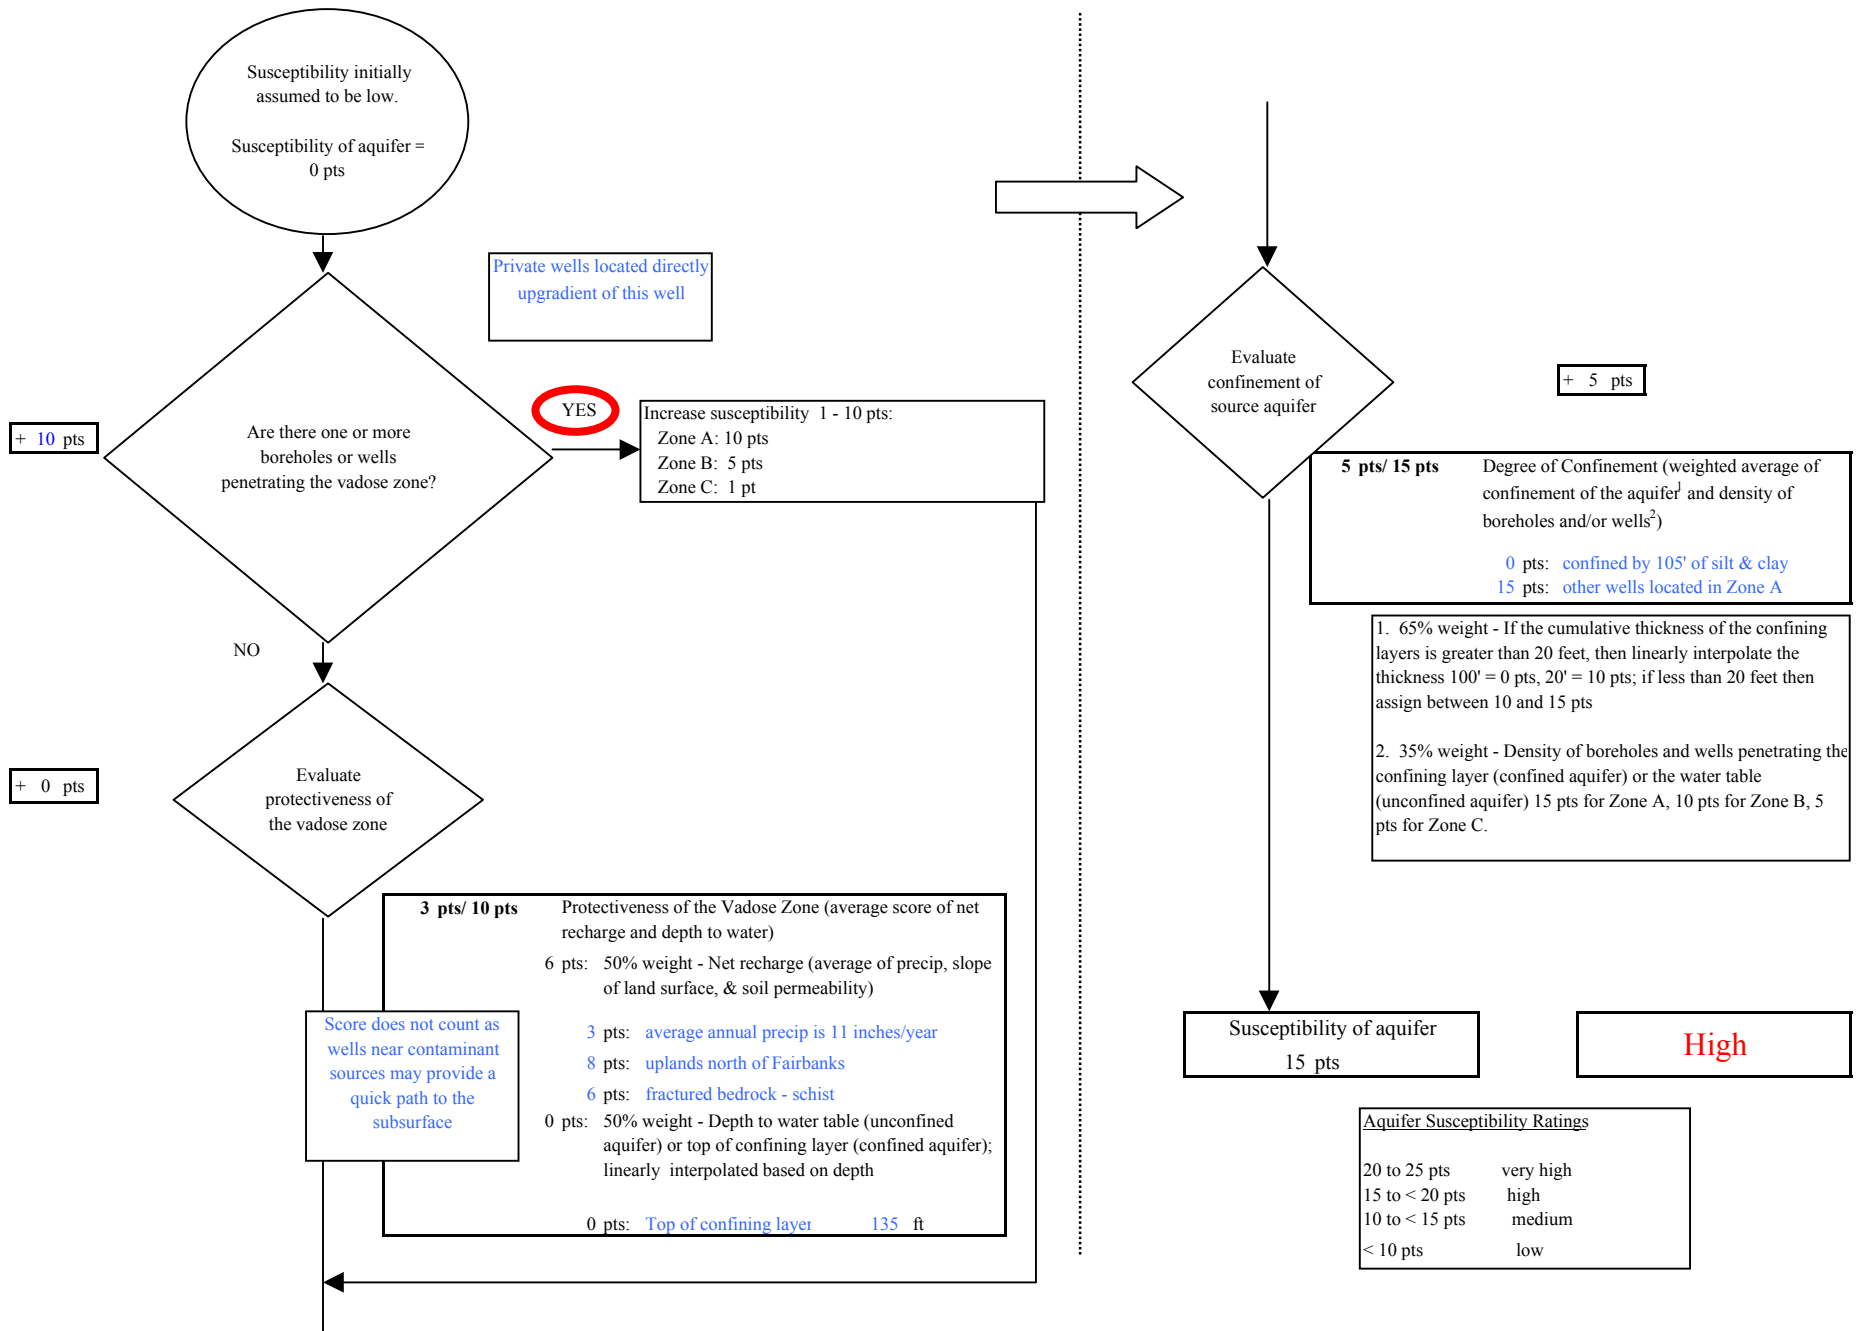 Susceptibility initially
assumed to be low.
Susceptibility of aquifer =
0 pts
Private wells located directly
upgradient of this well
+ 10 pts
Are there one or more
boreholes or wells
penetrating the vadose zone?
YES
Increase susceptibility 1 - 10 pts:
Zone A: 10 pts
Zone B: 5 pts
Zone C: 1 pt
NO
+ 0 pts
Evaluate
protectiveness of
the vadose zone
3 pts/ 10 pts Protectiveness of the Vadose Zone (average score of net
recharge and depth to water)
6 pts: 50% weight - Net recharge (average of precip, slope
of land surface, & soil permeability)
3 pts: average annual precip is 11 inches/year
8 pts: uplands north of Fairbanks
6 pts: fractured bedrock - schist
0 pts: 50% weight - Depth to water table (unconfined
aquifer) or top of confining layer (confined aquifer);
linearly interpolated based on depth
0 pts: Top of confining layer 135 ft
Score does not count as
wells near contaminant
sources may provide a
quick path to the
subsurface
Evaluate
confinement of
source aquifer
+ 5 pts
5 pts/ 15 pts Degree of Confinement (weighted average of
confinement of the aquifer1 and density of
boreholes and/or wells2)
0 pts: confined by 105' of silt & clay
15 pts: other wells located in Zone A
1. 65% weight - If the cumulative thickness of the confining
layers is greater than 20 feet, then linearly interpolate the
thickness 100' = 0 pts, 20' = 10 pts; if less than 20 feet then
assign between 10 and 15 pts
2. 35% weight - Density of boreholes and wells penetrating the
confining layer (confined aquifer) or the water table
(unconfined aquifer) 15 pts for Zone A, 10 pts for Zone B, 5
pts for Zone C.
Susceptibility of aquifer
15 pts
High
Aquifer Susceptibility Ratings
20 to 25 pts very high
15 to < 20 pts high
10 to < 15 pts medium
< 10 pts low